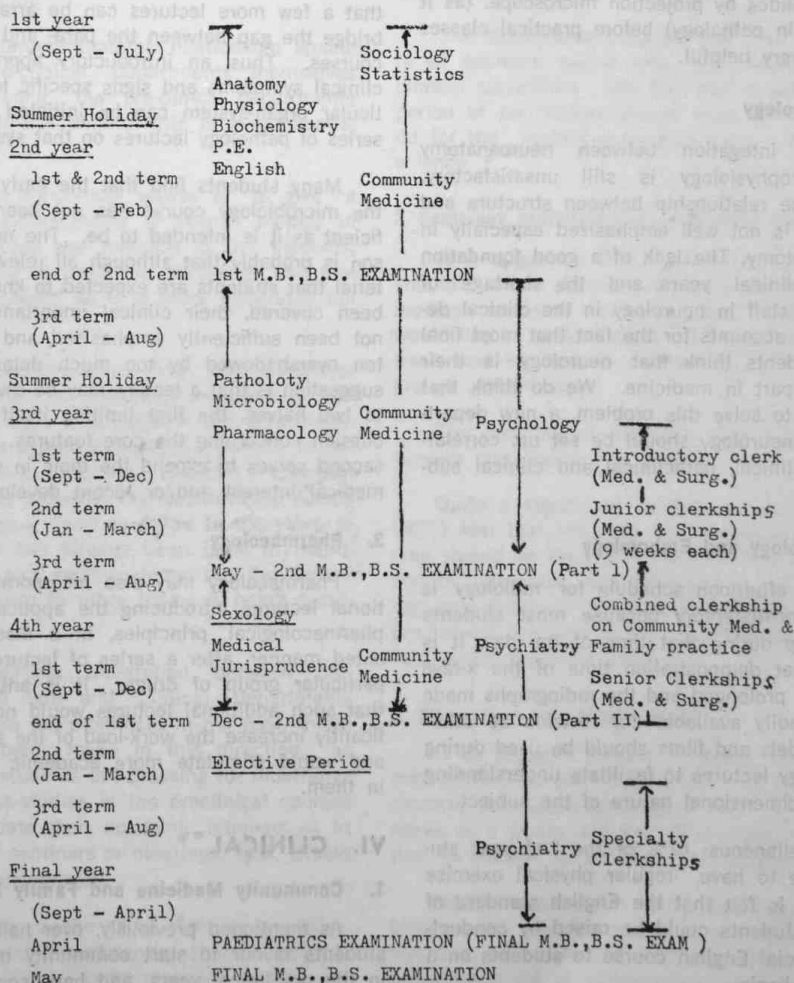 1st year
(Sept - July)
Sociology
Statistics
Anatomy
Physiology
Biochemistry
P.E.
English
Summer Holiday
2nd year
1st & 2nd term
(Sept - Feb)
Community
Medicine
end of 2nd term 1st M.B.,B.S. EXAMINATION
3rd term
(April - Aug)
Summer Holiday
3rd year
Patholoty
Microbiology
Pharmacology
Community
Medicine
Psychology
1st term
(Sept - Dec)
Introductory clerk
(Med. & Surg.)
2nd term
(Jan - March)
Junior clerkships
(Med. & Surg.)
(9 weeks each)
3rd term
(April - Aug)
May - 2nd M.B.,B.S. EXAMINATION (Part 1)
4th year
Sexology
Medical
Jurisprudence
Community
Medicine
Psychiatry
Combined clerkship
on Community Med. &
Family practice
1st term
(Sept - Dec)
Senior Clerkships
(Med. & Surg.)
end of 1st term Dec - 2nd M.B.,B.S. EXAMINATION (Part II)
2nd term
(Jan - March)
Elective Period
3rd term
(April - Aug)
Psychiatry
Specialty
Clerkships
Final year
(Sept - April)
April PAEDIATRICS EXAMINATION (FINAL M.B.,B.S. EXAM )
May FINAL M.B.,B.S. EXAMINATION